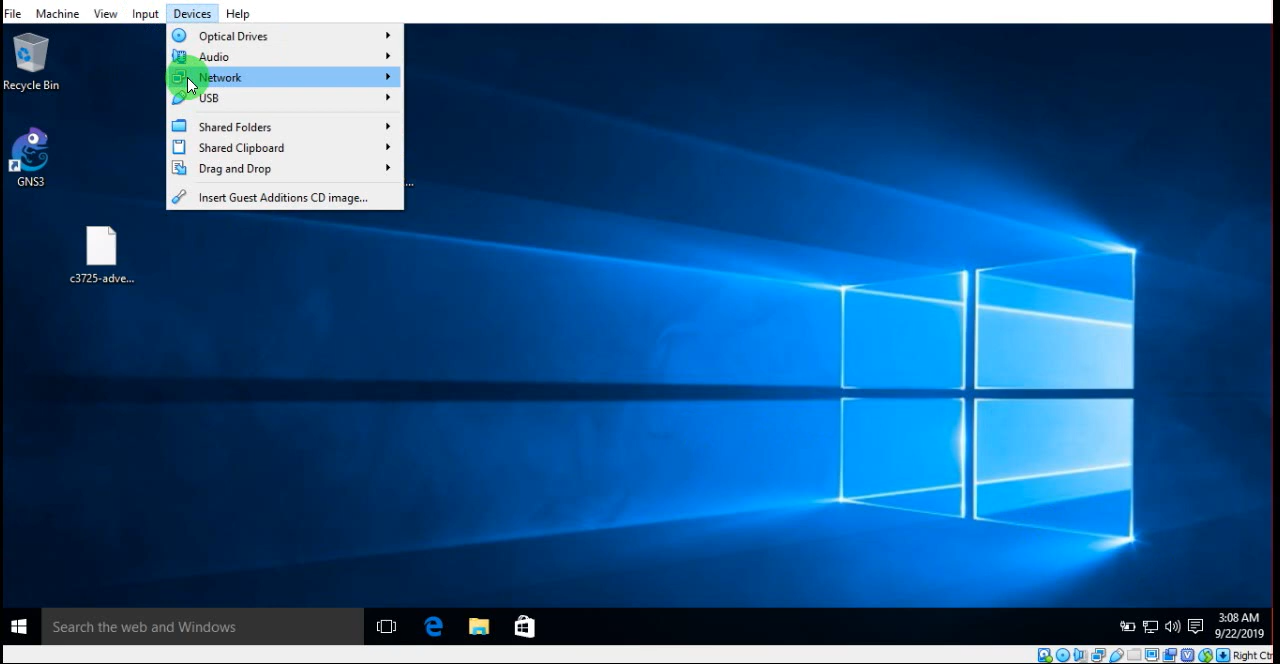 File Machine View Input Devices Help
Optical Drives
Audio
Network
USB
Shared Folders
Shared Clipboard
Drag and Drop
Insert Guest Additions CD image...
Recycle Bin
GNS3
...
c3725-adve...
Search the web and Windows
3:08 AM
9/22/2019
Right Ctr